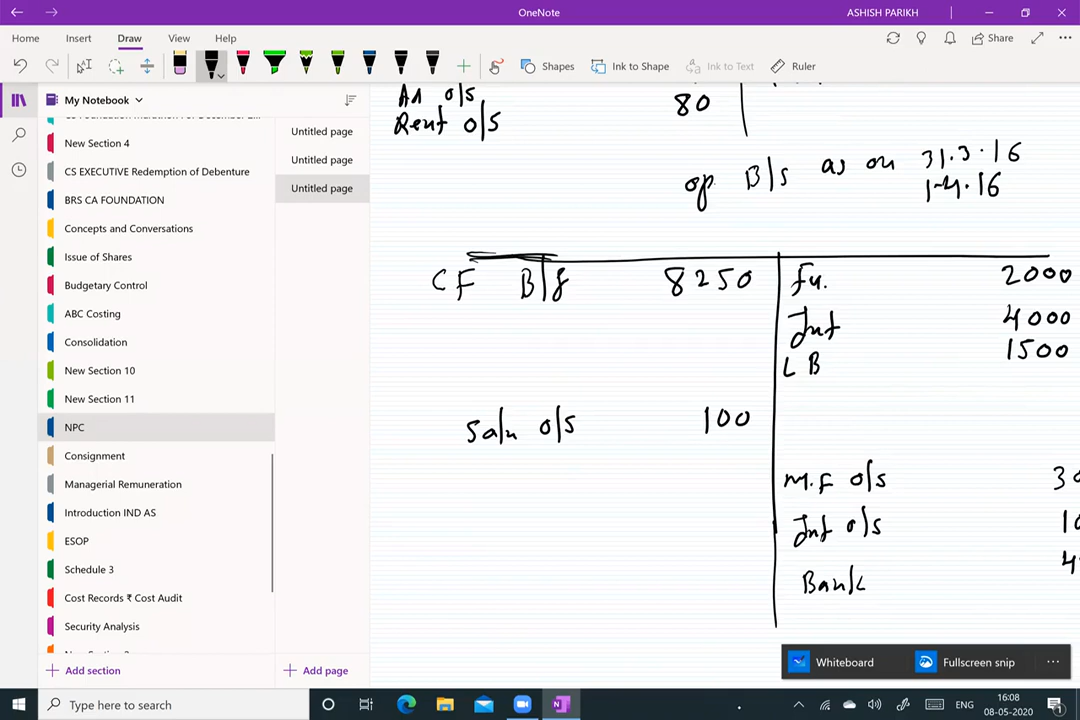 OneNote
ASHISH PARIKH
Home Insert Draw View Help
Share
Shapes
Ink to Shape
Ink to Text
Ruler
My Notebook
New Section 4
CS EXECUTIVE Redemption of Debenture
BRS CA FOUNDATION
Concepts and Conversations
Issue of Shares
Budgetary Control
ABC Costing
Consolidation
New Section 10
New Section 11
NPC
Consignment
Managerial Remuneration
Introduction IND AS
ESOP
Schedule 3
Cost Records ₹ Cost Audit
Security Analysis
Add section
Untitled page
Untitled page
Untitled page
Add page
o/s
Rent o/s 80
op B/s as on 31.3.16
1-4.16
CF B/f 8250
Fu. 2000
Inf 4000
L B 1500
Saln o/s 100
M.F o/s
Int o/s
Bank
Whiteboard
Fullscreen snip
Type here to search
ENG
16:08
08-05-2020